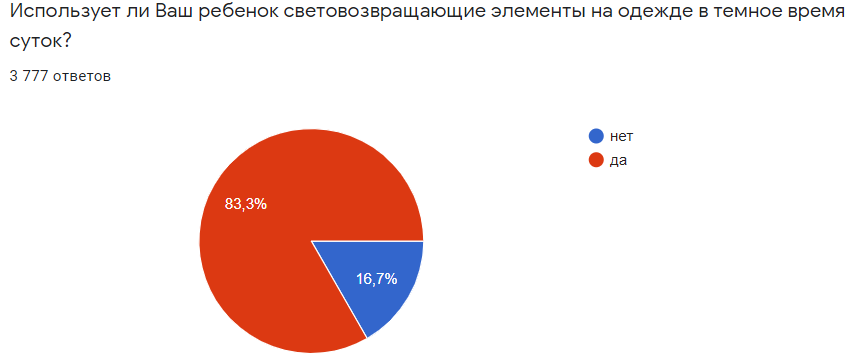 Использует ли Ваш ребенок световозвращающие элементы на одежде в темное время
суток?
3 777 ответов
нет
да
83,3%
16,7%